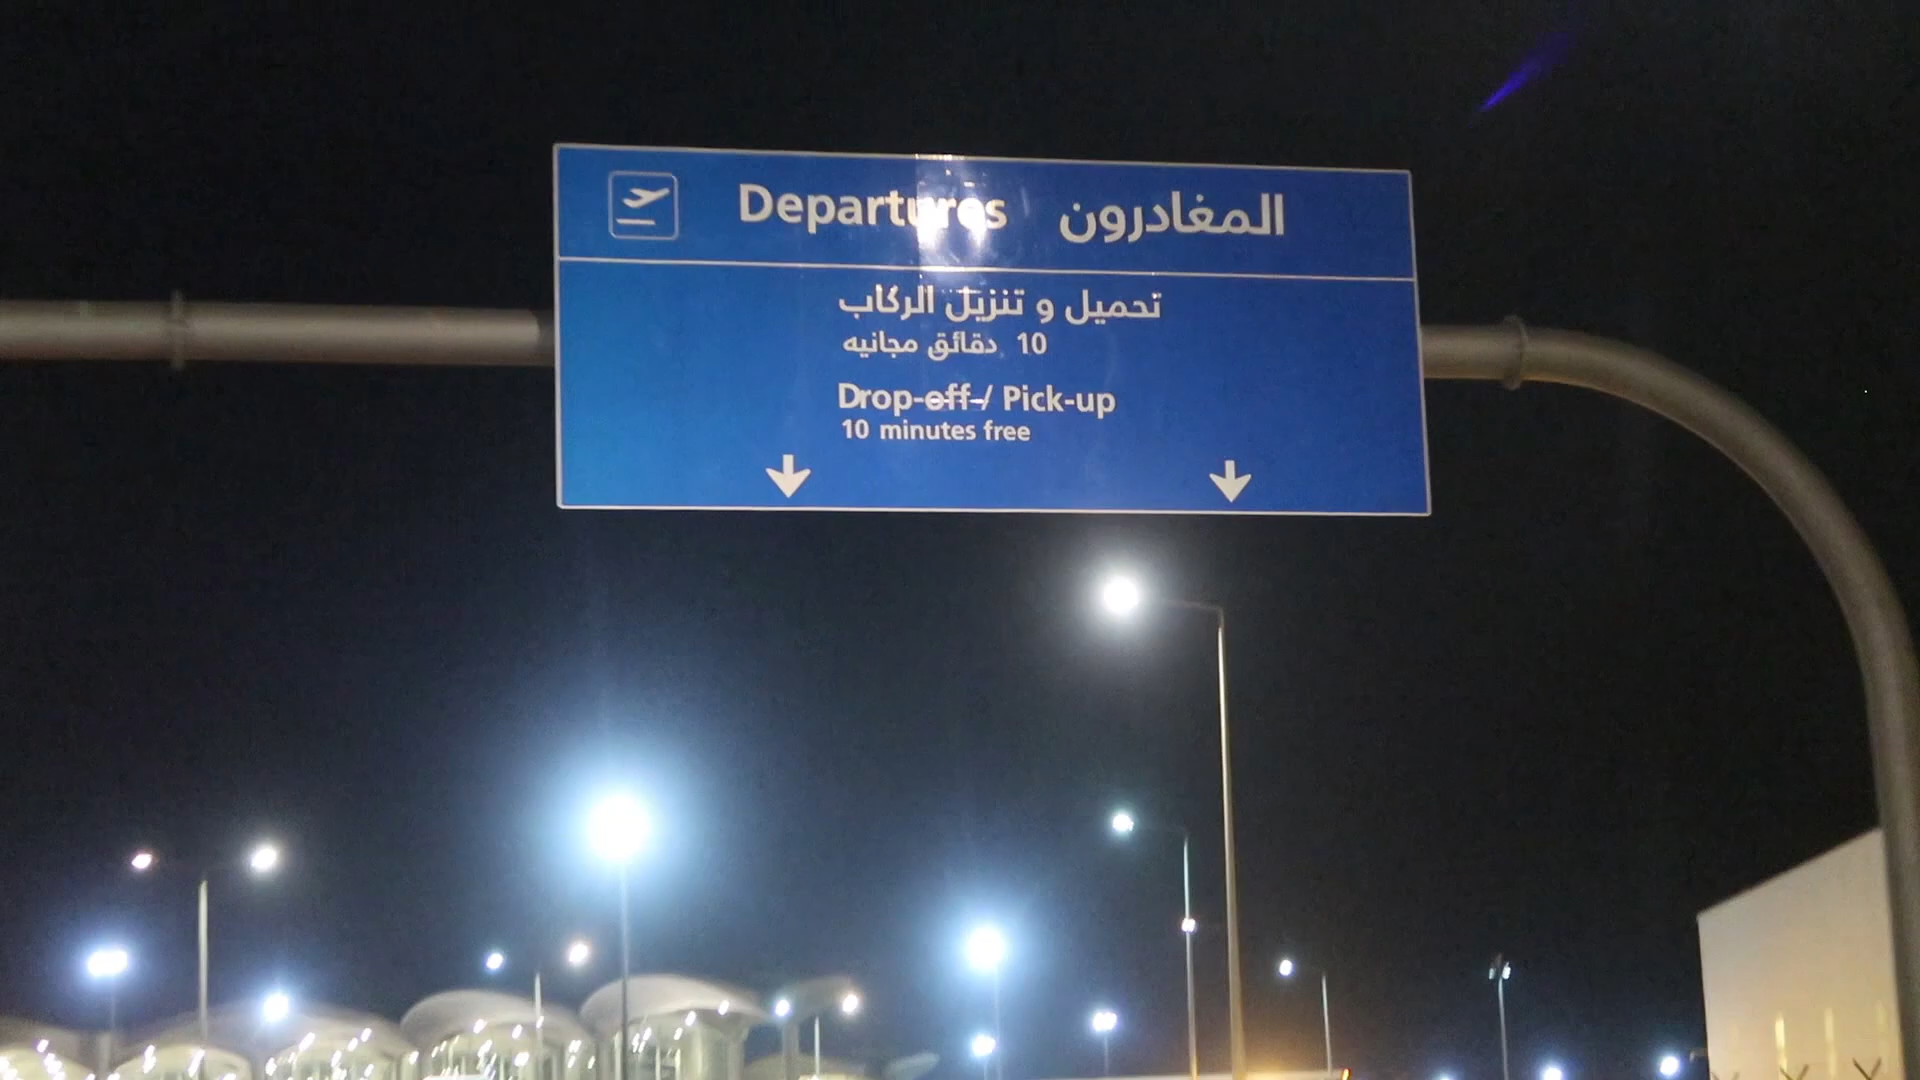 Departures المغادرون
تحميل و تنزيل الركاب
10 دقائق مجانيه
Drop-off / Pick-up
10 minutes free